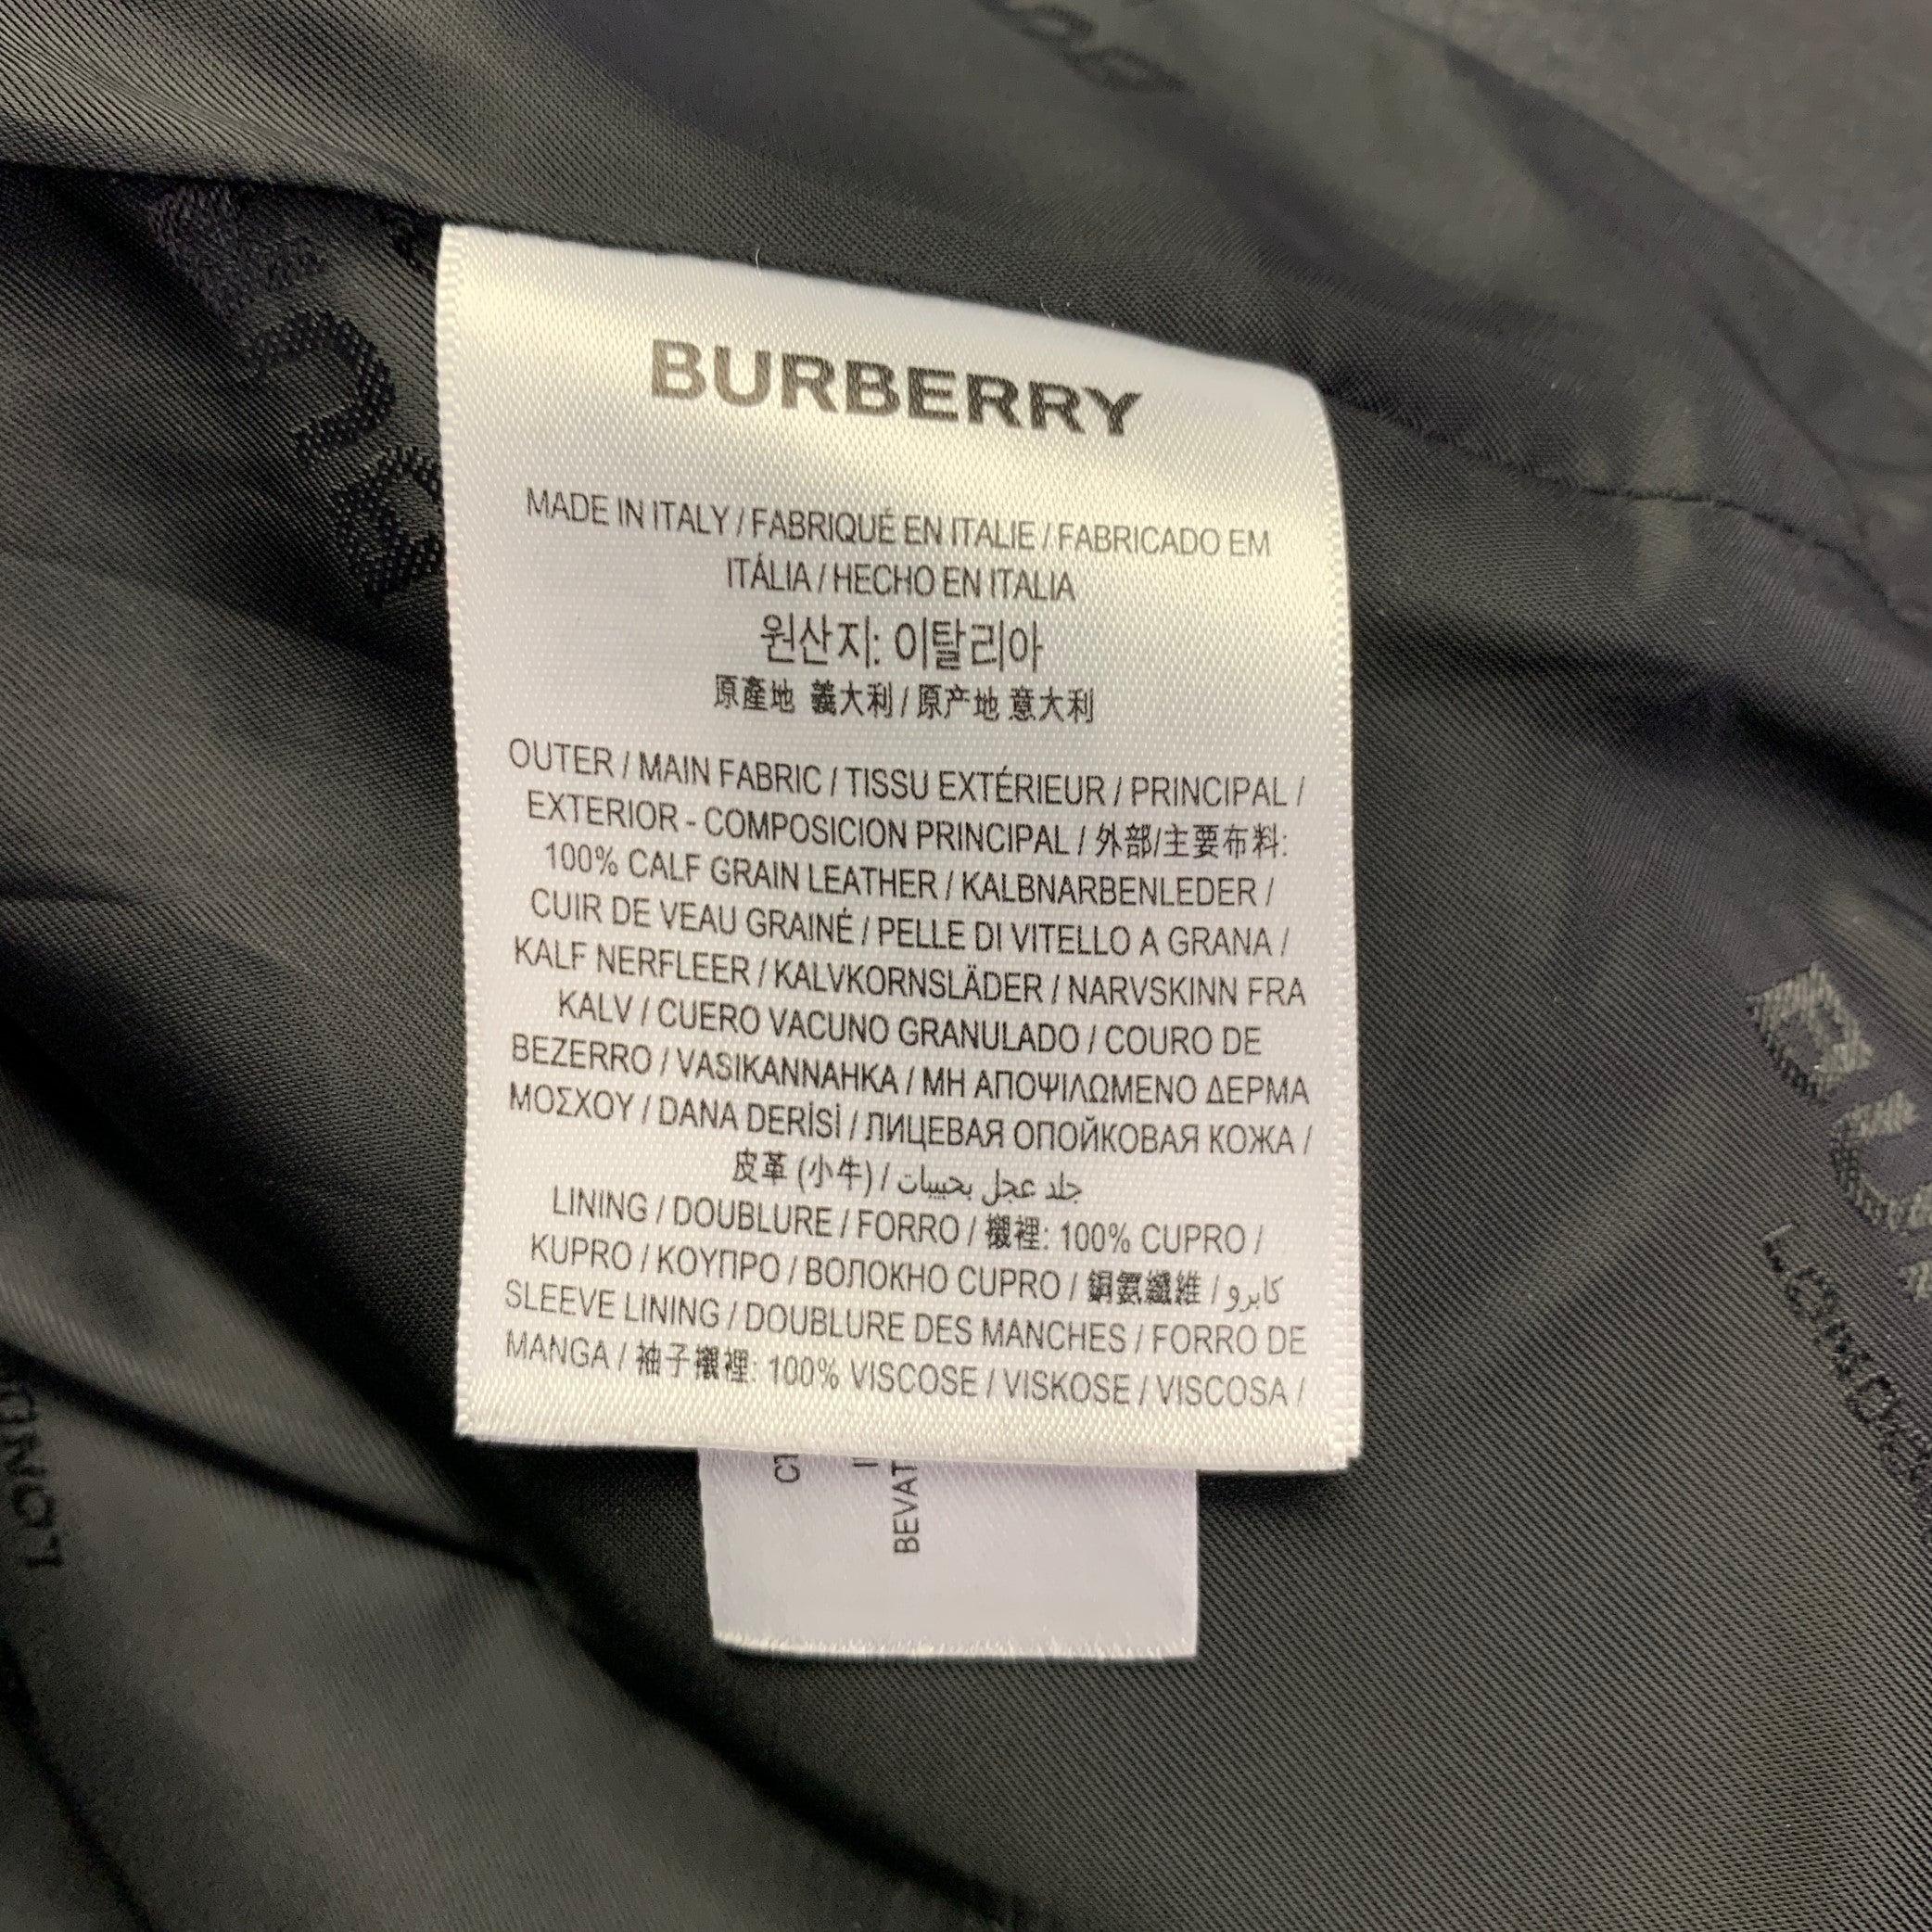 BURBERRY
MADE IN ITALY / FABRIQUÉ EN ITALIE / FABRICADO EM
ITÁLIA / HECHO EN ITALIA
원산지: 이탈리아
原產地 義大利 / 原产地 意大利
OUTER / MAIN FABRIC / TISSU EXTÉRIEUR / PRINCIPAL /
EXTERIOR - COMPOSICION PRINCIPAL / 外部/主要布料:
100% CALF GRAIN LEATHER / KALBNARBENLEDER /
CUIR DE VEAU GRAINÉ / PELLE DI VITELLO A GRANA /
KALF NERFLEER / KALVKORNSLÄDER / NARVSKINN FRA
KALV / CUERO VACUNO GRANULADO / COURO DE
BEZERRO / VASIKANNAHKA / ΜΗ ΑΠΟΨΙΛΩΜΕΝΟ ΔΕΡΜΑ
ΜΟΣΧΟΥ / DANA DERİSİ / ЛИЦЕВАЯ ОПОЙКОВАЯ КОЖА /
皮革 (小牛) / جلد عجل بحبيبات
LINING / DOUBLURE / FORRO / 襯裡: 100% CUPRO /
KUPRO / ΚΟΥΠΡΟ / ВОЛОКНО CUPRO / 銅氨纖維 / كابرو
SLEEVE LINING / DOUBLURE DES MANCHES / FORRO DE
MANGA / 袖子襯裡: 100% VISCOSE / VISKOSE / VISCOSA /
BEVAT